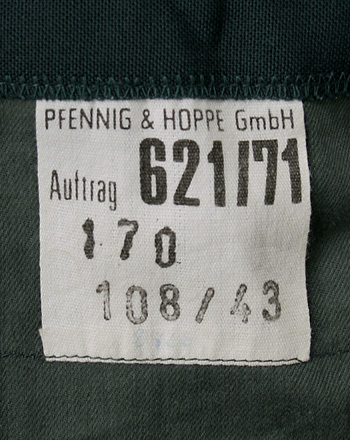 PFENNIG & HOPPE GmbH
Auftrag 621/71
170
108/43